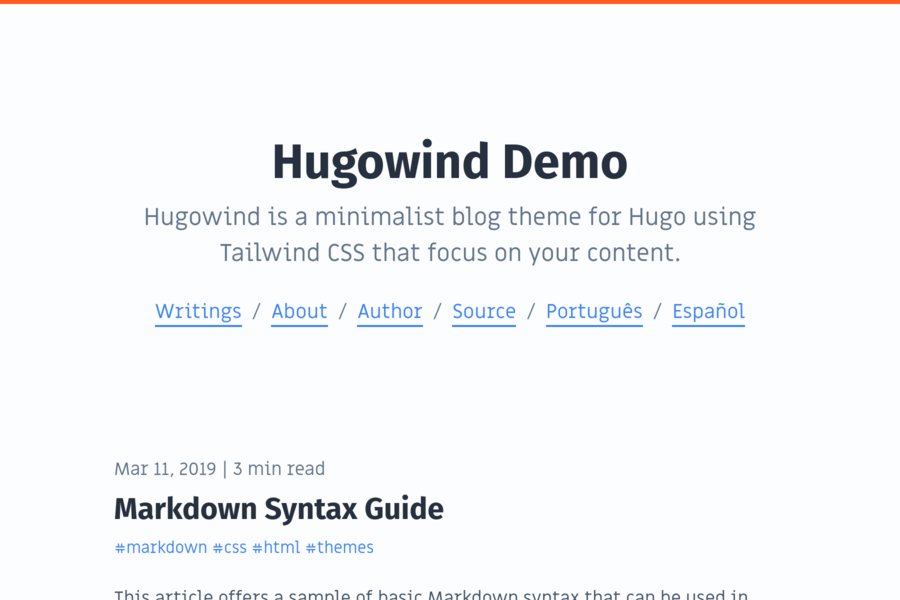 Hugowind Demo
Hugowind is a minimalist blog theme for Hugo using
Tailwind CSS that focus on your content.
Writings / About / Author / Source / Português / Español
Mar 11, 2019 | 3 min read
Markdown Syntax Guide
#markdown #css #html #themes
This article offers a sample of basic Markdown syntax that can be used in